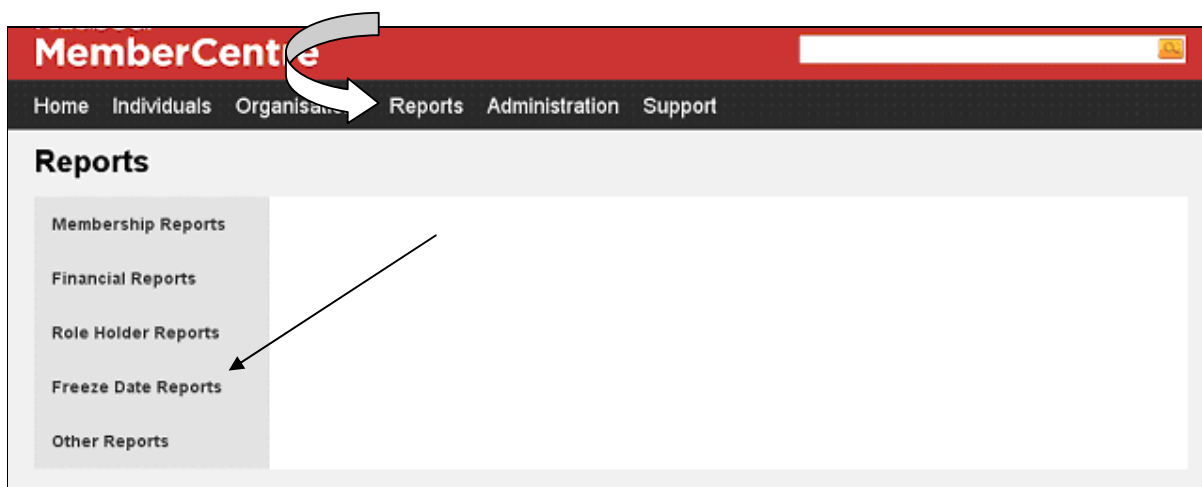 MemberCentre
Home Individuals Reports Administration Support
Reports
Membership Reports
Financial Reports
Role Holder Reports
Freeze Date Reports
Other Reports